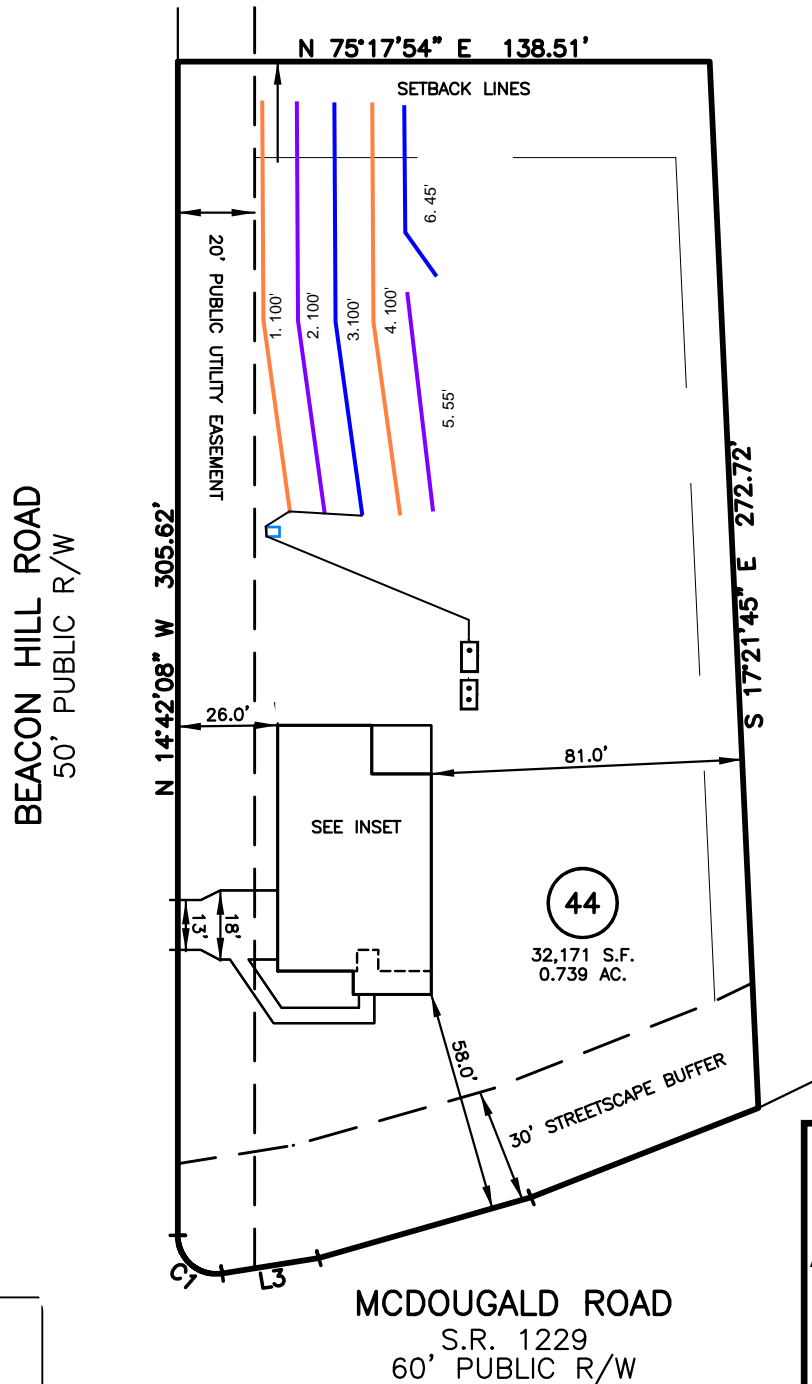 N 75°17'54" E 138.51'
SETBACK LINES
20' PUBLIC UTILITY EASEMENT
1. 100'
2. 100'
3.100'
4. 100'
6. 45'
5. 55'
BEACON HILL ROAD
50' PUBLIC R/W
N 14°42'08" W 305.62'
S 17°21'45" E 272.72'
26.0'
81.0'
SEE INSET
13'
18'
44
32,171 S.F.
0.739 AC.
58.0'
30' STREETSCAPE BUFFER
C1
L3
MCDOUGALD ROAD
S.R. 1229
60' PUBLIC R/W